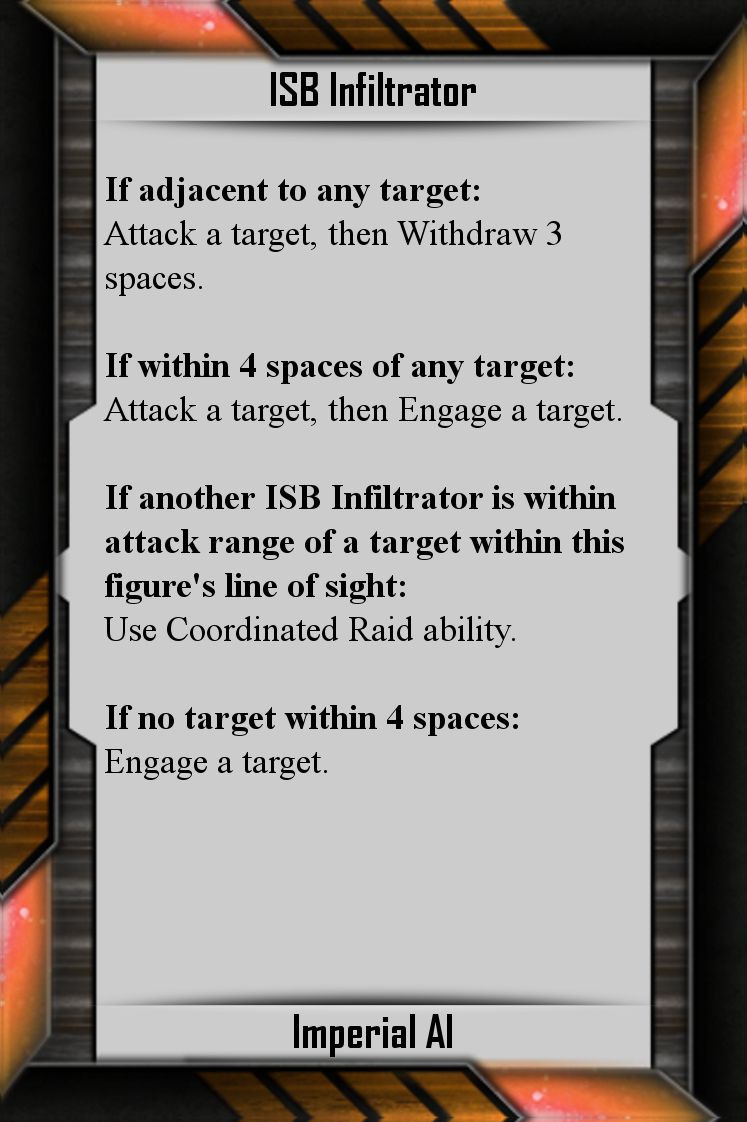 ISB Infiltrator
If adjacent to any target:
Attack a target, then Withdraw 3
spaces.
If within 4 spaces of any target:
Attack a target, then Engage a target.
If another ISB Infiltrator is within
attack range of a target within this
figure's line of sight:
Use Coordinated Raid ability.
If no target within 4 spaces:
Engage a target.
Imperial AI